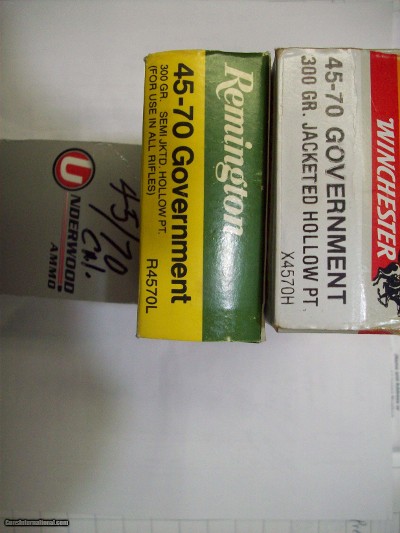 UNDERWOOD
AMMO
45/70
Cal.
Remington
45-70 Government
300 GR. SEMI JKTD. HOLLOW PT.
(FOR USE IN ALL RIFLES)
R4570L
WINCHESTER
45-70 GOVERNMENT
300 GR. JACKETED HOLLOW PT.
X4570H
GunsInternational.com